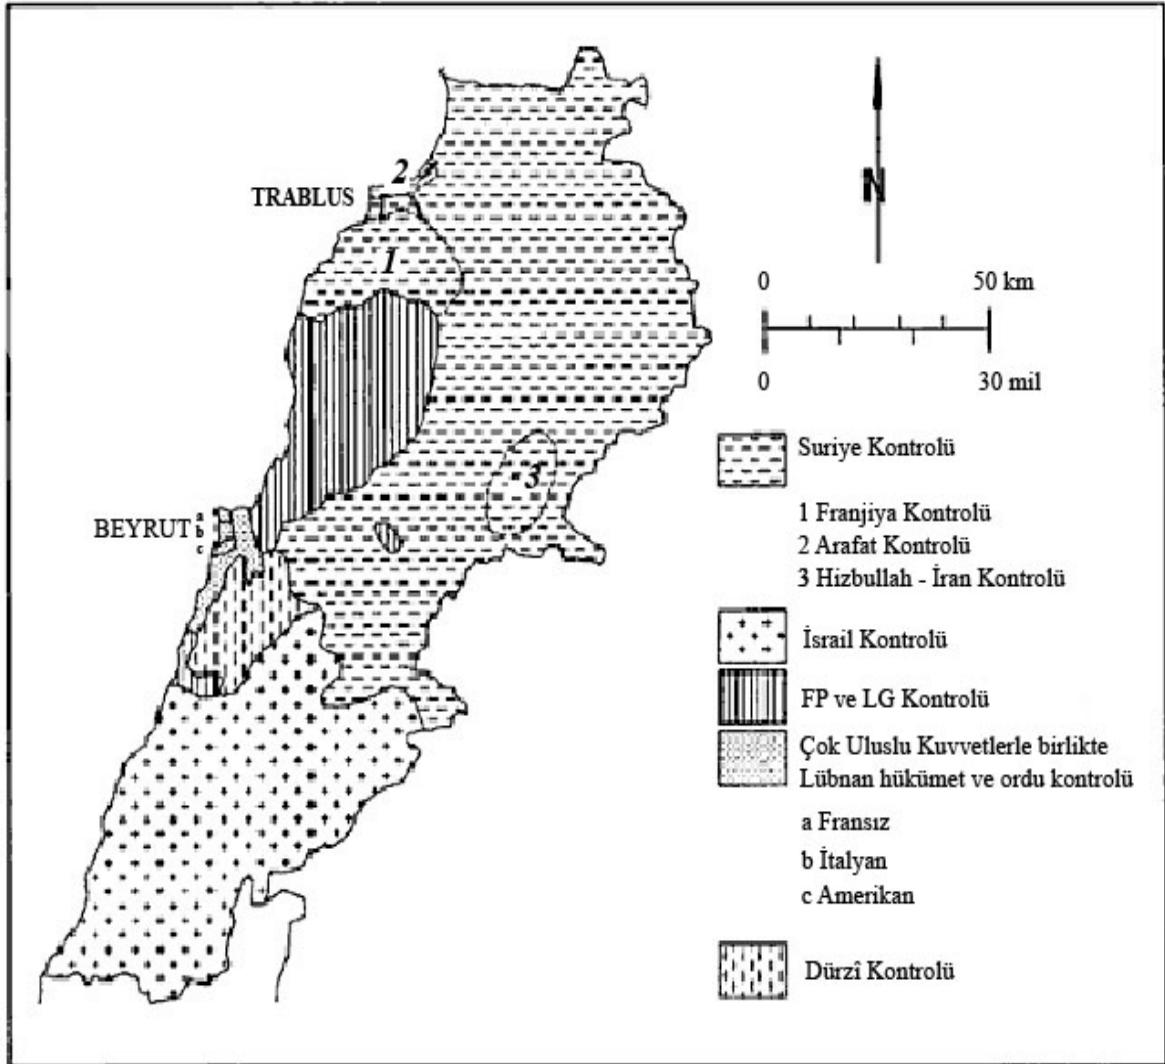 2
TRABLUS
1
3
BEYRUT
a
b
c
N
0 50 km
0 30 mil
Suriye Kontrolü
1 Franjiya Kontrolü
2 Arafat Kontrolü
3 Hizbullah - İran Kontrolü
İsrail Kontrolü
FP ve LG Kontrolü
Çok Uluslu Kuvvetlerle birlikte
Lübnan hükümet ve ordu kontrolü
a Fransız
b İtalyan
c Amerikan
Dürzî Kontrolü